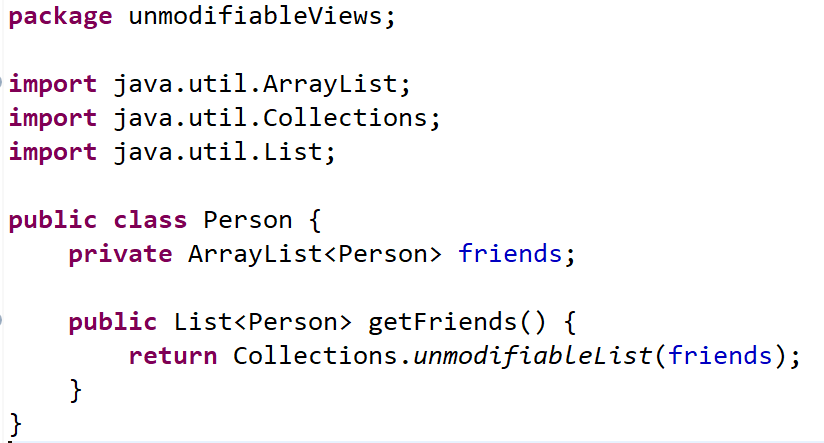 package unmodifiableViews;
import java.util.ArrayList;
import java.util.Collections;
import java.util.List;
public class Person {
    private ArrayList<Person> friends;
    public List<Person> getFriends() {
        return Collections.unmodifiableList(friends);
    }
}